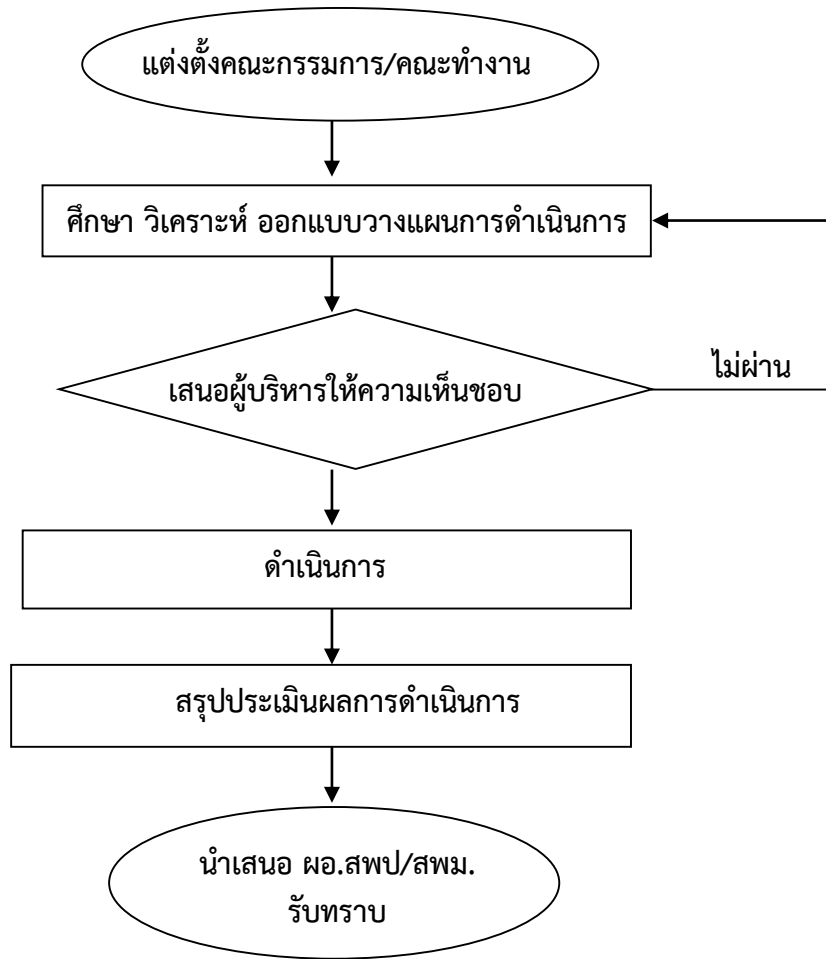 แต่งตั้งคณะกรรมการ/คณะทำงาน
ศึกษา วิเคราะห์ ออกแบบวางแผนการดำเนินการ
เสนอผู้บริหารให้ความเห็นชอบ
ไม่ผ่าน
ดำเนินการ
สรุปประเมินผลการดำเนินการ
นำเสนอ ผอ.สพป/สพม.
รับทราบ